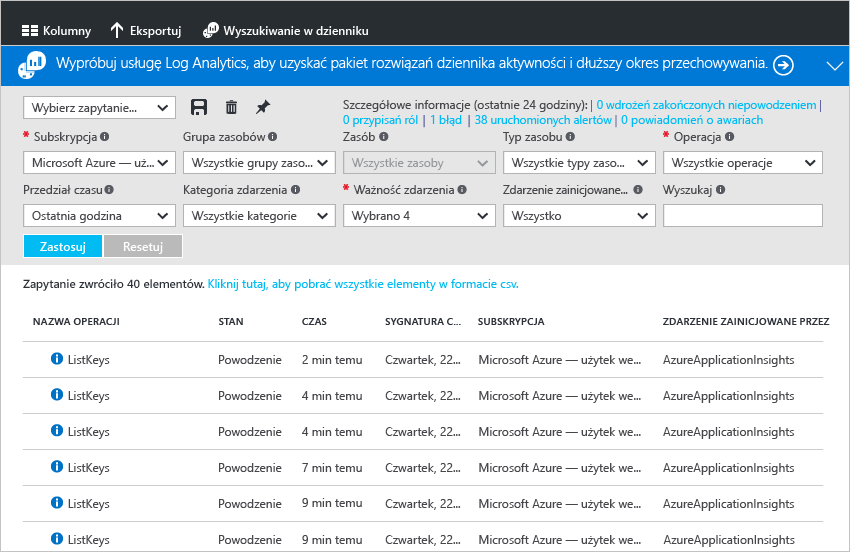 Kolumny Eksportuj Wyszukiwanie w dzienniku
Wypróbuj usługę Log Analytics, aby uzyskać pakiet rozwiązań dziennika aktywności i dłuższy okres przechowywania.
Wybierz zapytanie... Szczegółowe informacje (ostatnie 24 godziny): | 0 wdrożeń zakończonych niepowodzeniem |
0 przypisań ról | 1 błąd | 38 uruchomionych alertów | 0 powiadomień o awariach
* Subskrypcja Grupa zasobów Zasób Typ zasobu * Operacja
Microsoft Azure — uż... Wszystkie grupy zaso... Wszystkie zasoby Wszystkie typy zaso... Wszystkie operacje
Przedział czasu Kategoria zdarzenia * Ważność zdarzenia Zdarzenie zainicjowane... Wyszukaj
Ostatnia godzina Wszystkie kategorie Wybrano 4 Wszystko
Zastosuj Resetuj
Zapytanie zwróciło 40 elementów. Kliknij tutaj, aby pobrać wszystkie elementy w formacie csv.
NAZWA OPERACJI STAN CZAS SYGNATURA C... SUBSKRYPCJA ZDARZENIE ZAINICJOWANE PRZEZ
ListKeys Powodzenie 2 min temu Czwartek, 22... Microsoft Azure — użytek we... AzureApplicationInsights
ListKeys Powodzenie 4 min temu Czwartek, 22... Microsoft Azure — użytek we... AzureApplicationInsights
ListKeys Powodzenie 4 min temu Czwartek, 22... Microsoft Azure — użytek we... AzureApplicationInsights
ListKeys Powodzenie 7 min temu Czwartek, 22... Microsoft Azure — użytek we... AzureApplicationInsights
ListKeys Powodzenie 9 min temu Czwartek, 22... Microsoft Azure — użytek we... AzureApplicationInsights
ListKeys Powodzenie 9 min temu Czwartek, 22... Microsoft Azure — użytek we... AzureApplicationInsights